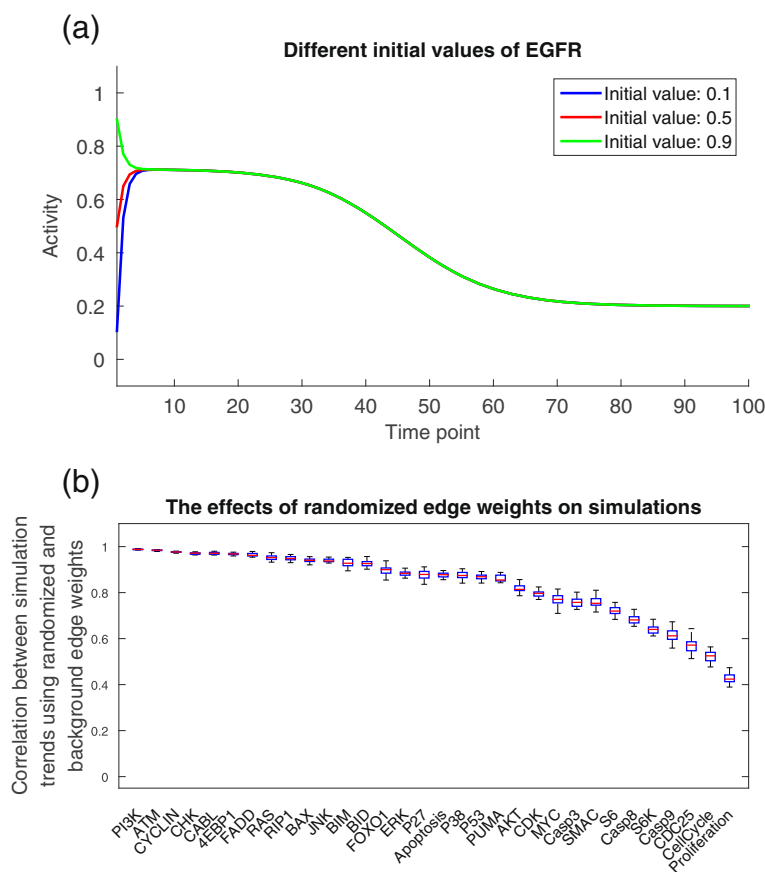 (a)
Different initial values of EGFR
Initial value: 0.1
Initial value: 0.5
Initial value: 0.9
Activity
1
0.8
0.6
0.4
0.2
0
10 20 30 40 50 60 70 80 90 100
Time point
(b)
The effects of randomized edge weights on simulations
Correlation between simulation
trends using randomized and
background edge weights
1
0.8
0.6
0.4
0.2
0
PI3K
ATM
CYCLIN
CHK
CABL
4EBP1
FADD
RAS
RIP1
BAX
JNK
BIM
BID
FOXO1
ERK
P27
Apoptosis
P38
P53
PUMA
AKT
CDK
MYC
Casp3
SMAC
S6
Casp8
S6K
Casp9
CDC25
CellCycle
Proliferation